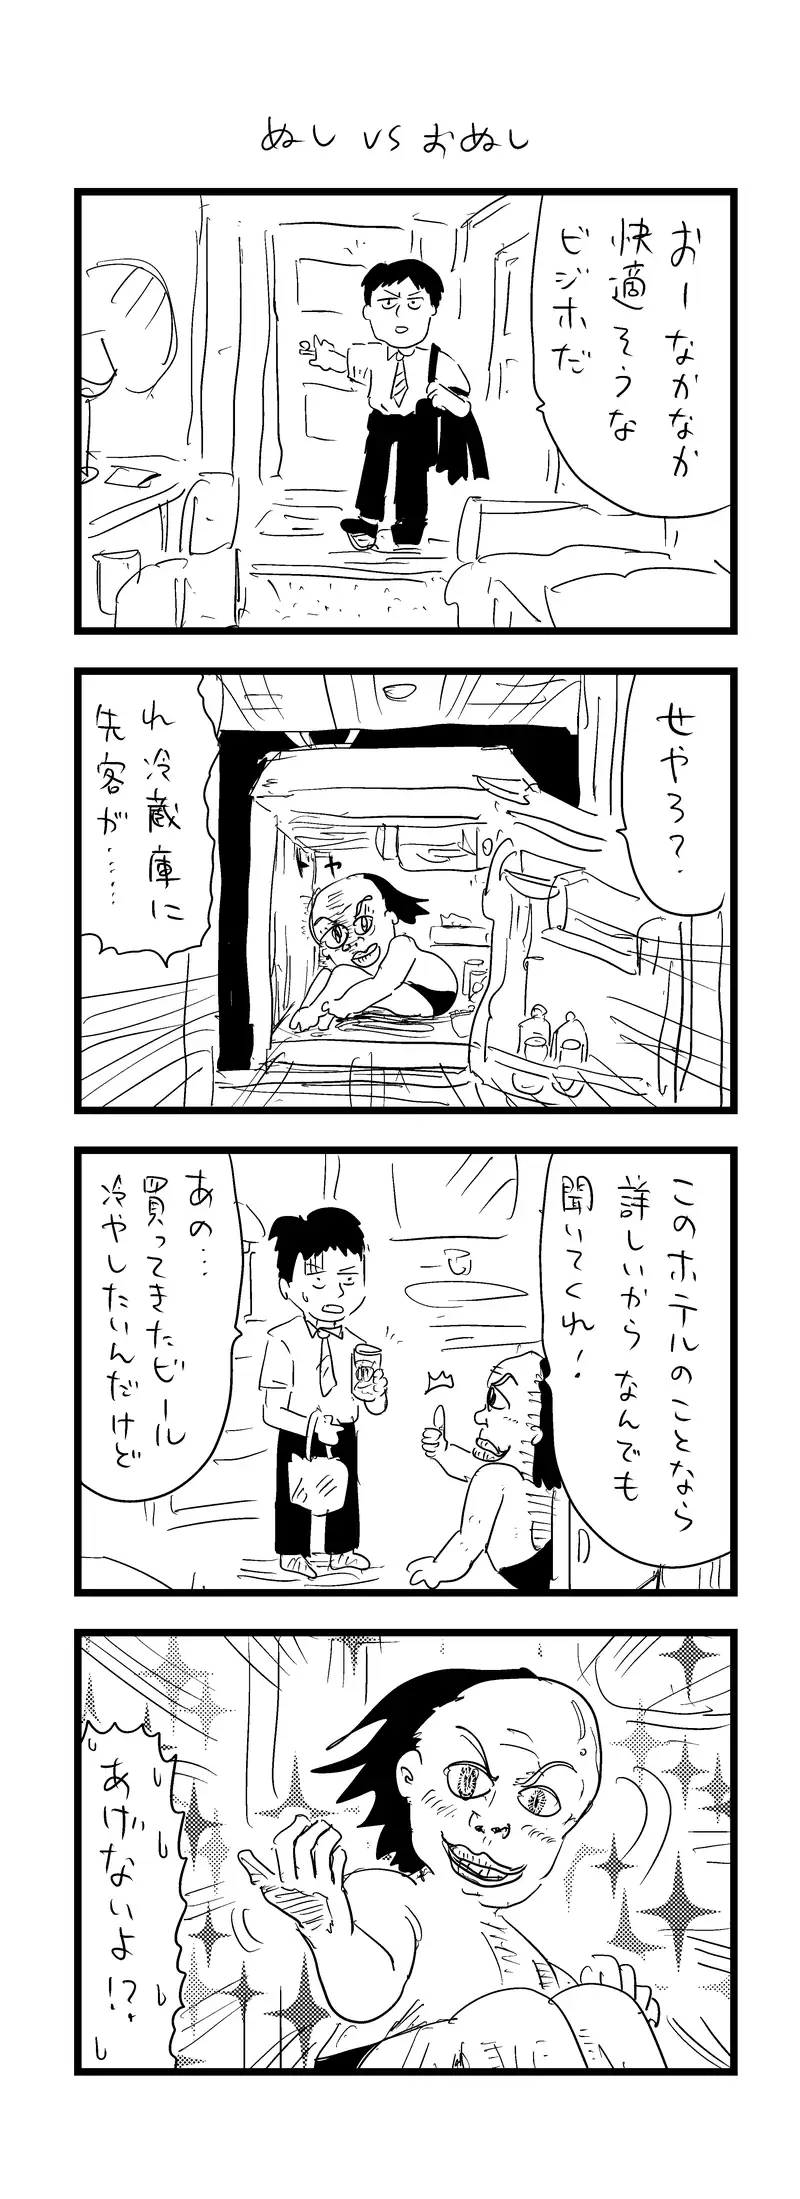 ぬし vs おぬし
おーなかなか
快適そうな
ビジホだ
せやろ?
れ冷蔵庫に
先客が……
ヤ
このホテルのことなら
詳しいから なんでも
聞いてくれ!
あの…
買ってきたビール
冷やしたいんだけど
あげないよ!?